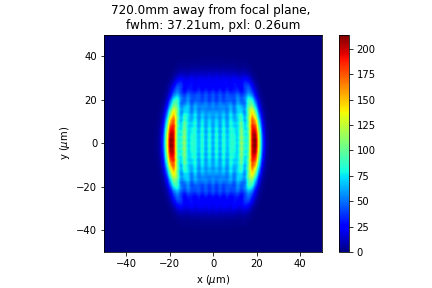 720.0mm away from focal plane,
fwhm: 37.21um, pxl: 0.26um
y (μm)
40
20
0
−20
−40
−40 −20 0 20 40
x (μm)
200
175
150
125
100
75
50
25
0